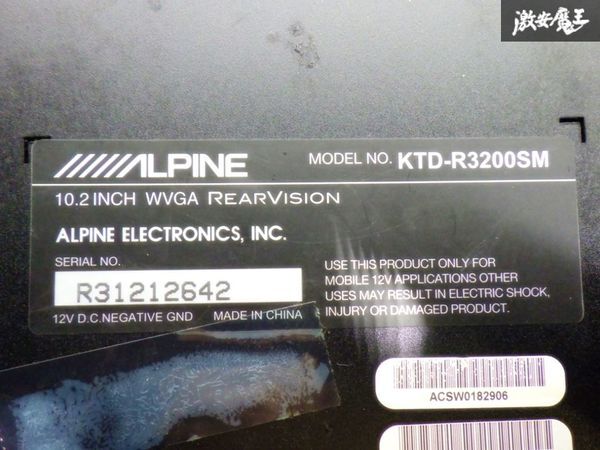 激安魔王
ALPINE
MODEL NO. KTD-R3200SM
10.2 INCH WVGA REARVISION
ALPINE ELECTRONICS, INC.
SERIAL NO.
R31212642
12V D.C.NEGATIVE GND MADE IN CHINA
USE THIS PRODUCT ONLY FOR
MOBILE 12V APPLICATIONS OTHER
USES MAY RESULT IN ELECTRIC SHOCK,
INJURY OR DAMAGED PRODUCT.
ACSW0182906